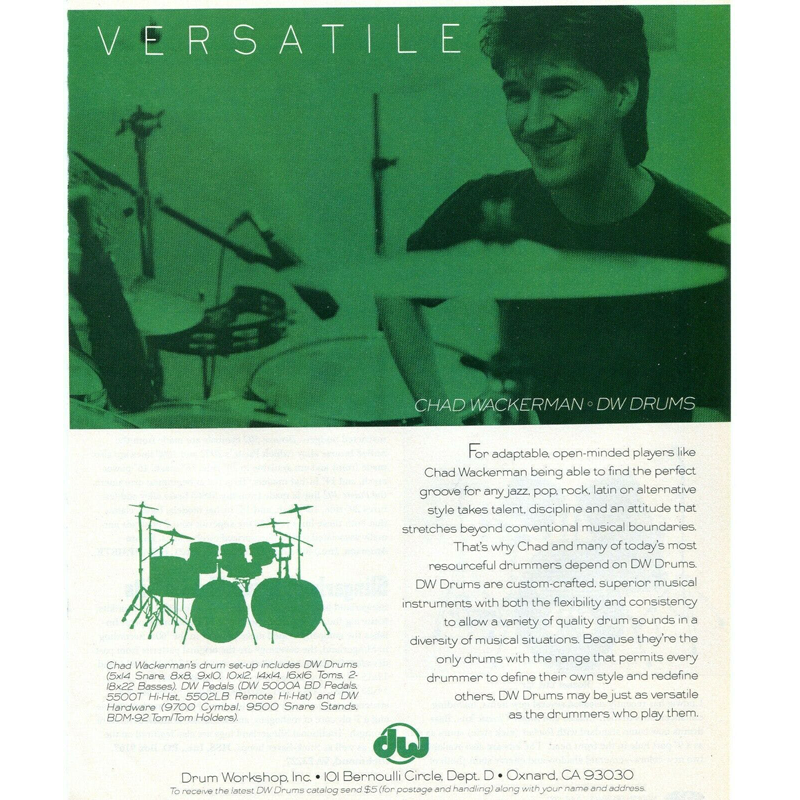 VERSATILE
CHAD WACKERMAN ◦ DW DRUMS
For adaptable, open-minded players like
Chad Wackerman being able to find the perfect
groove for any jazz, pop, rock, latin or alternative
style takes talent, discipline and an attitude that
stretches beyond conventional musical boundaries.
That's why Chad and many of today's most
resourceful drummers depend on DW Drums.
DW Drums are custom-crafted, superior musical
instruments with both the flexibility and consistency
to allow a variety of quality drum sounds in a
diversity of musical situations. Because they're the
only drums with the range that permits every
drummer to define their own style and redefine
others, DW Drums may be just as versatile
as the drummers who play them.
Chad Wackerman's drum set-up includes DW Drums
(5x14 Snare, 8x8, 9x10, 10x12, 14x14, 16x16 Toms, 2-
18x22 Basses), DW Pedals (DW 5000A BD Pedals,
5500T Hi-Hat, 5502LB Remote Hi-Hat) and DW
Hardware (9700 Cymbal, 9500 Snare Stands,
BDM-92 Tom/Tom Holders).
dw
Drum Workshop, Inc. • 101 Bernoulli Circle, Dept. D • Oxnard, CA 93030
To receive the latest DW Drums catalog send $5 (for postage and handling) along with your name and address.